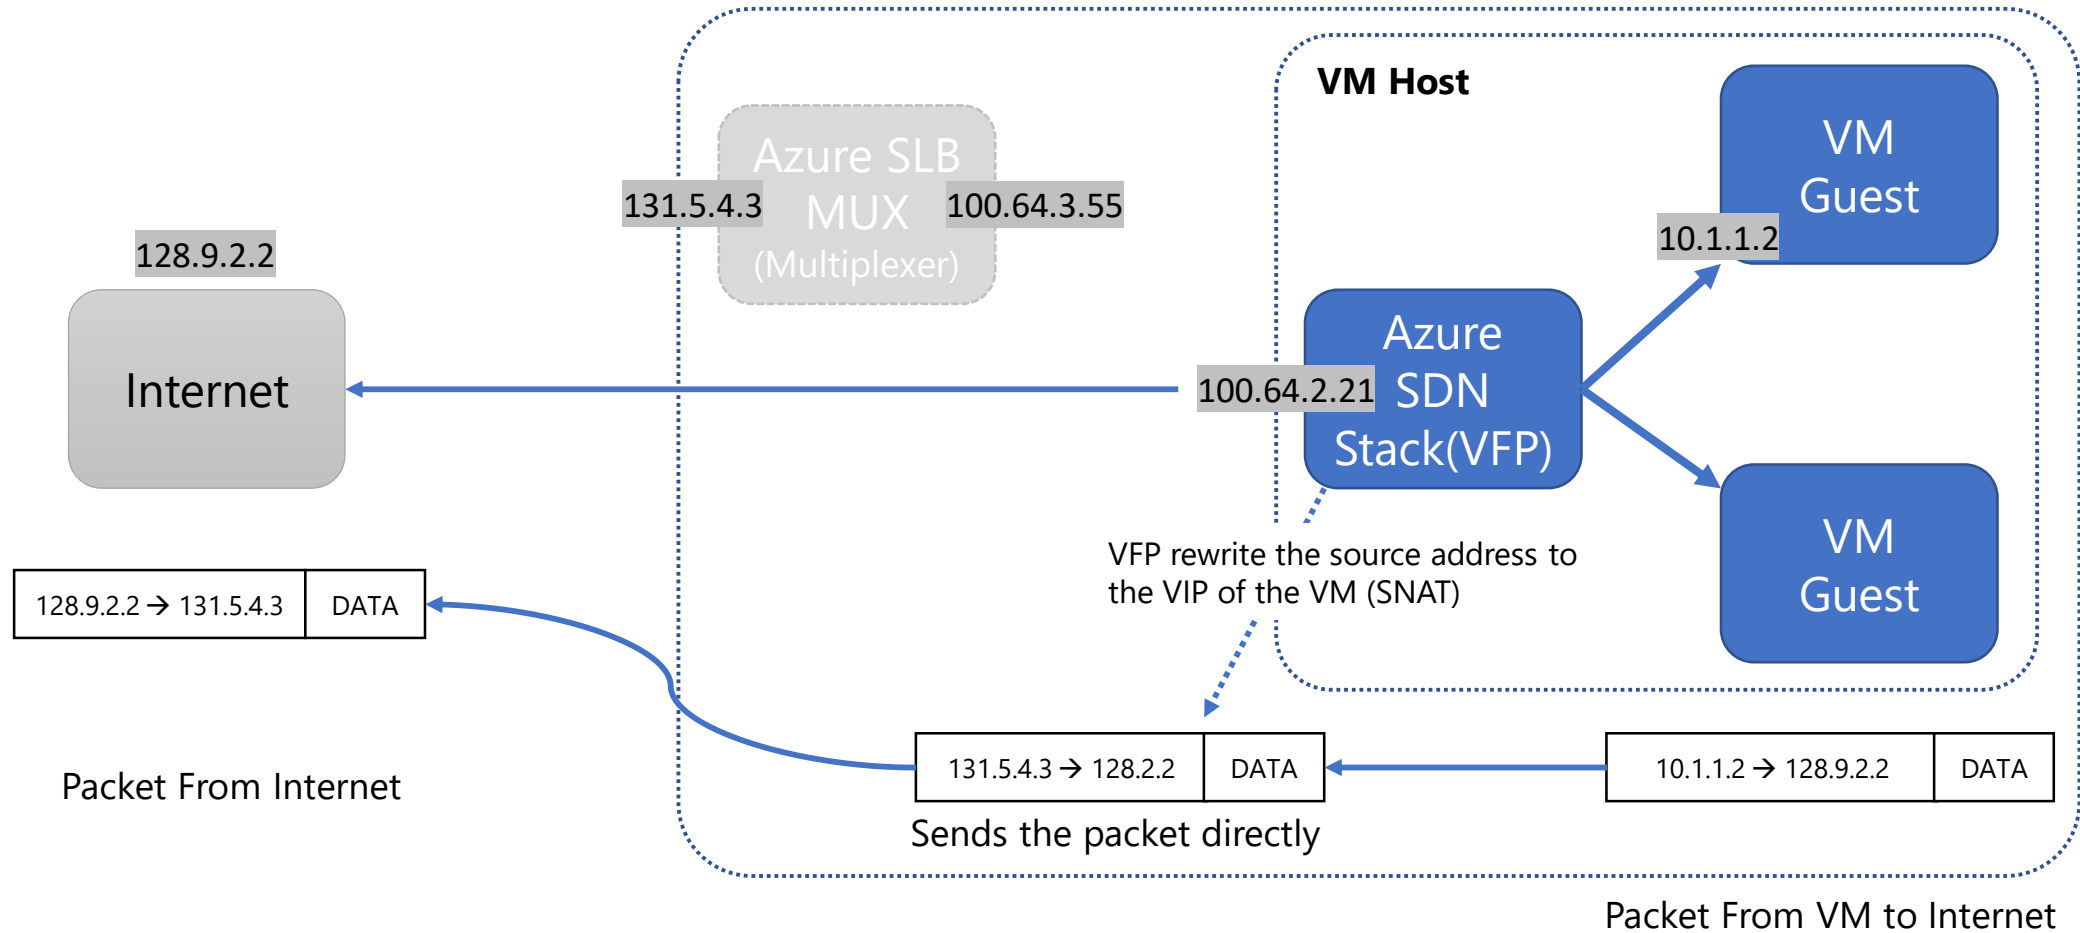 VM Host
VM
Guest
Azure SLB
MUX
(Multiplexer)
131.5.4.3
100.64.3.55
10.1.1.2
128.9.2.2
Internet
Azure
SDN
Stack(VFP)
100.64.2.21
VM
Guest
VFP rewrite the source address to
the VIP of the VM (SNAT)
128.9.2.2 → 131.5.4.3 DATA
131.5.4.3 → 128.2.2 DATA
10.1.1.2 → 128.9.2.2 DATA
Packet From Internet
Sends the packet directly
Packet From VM to Internet